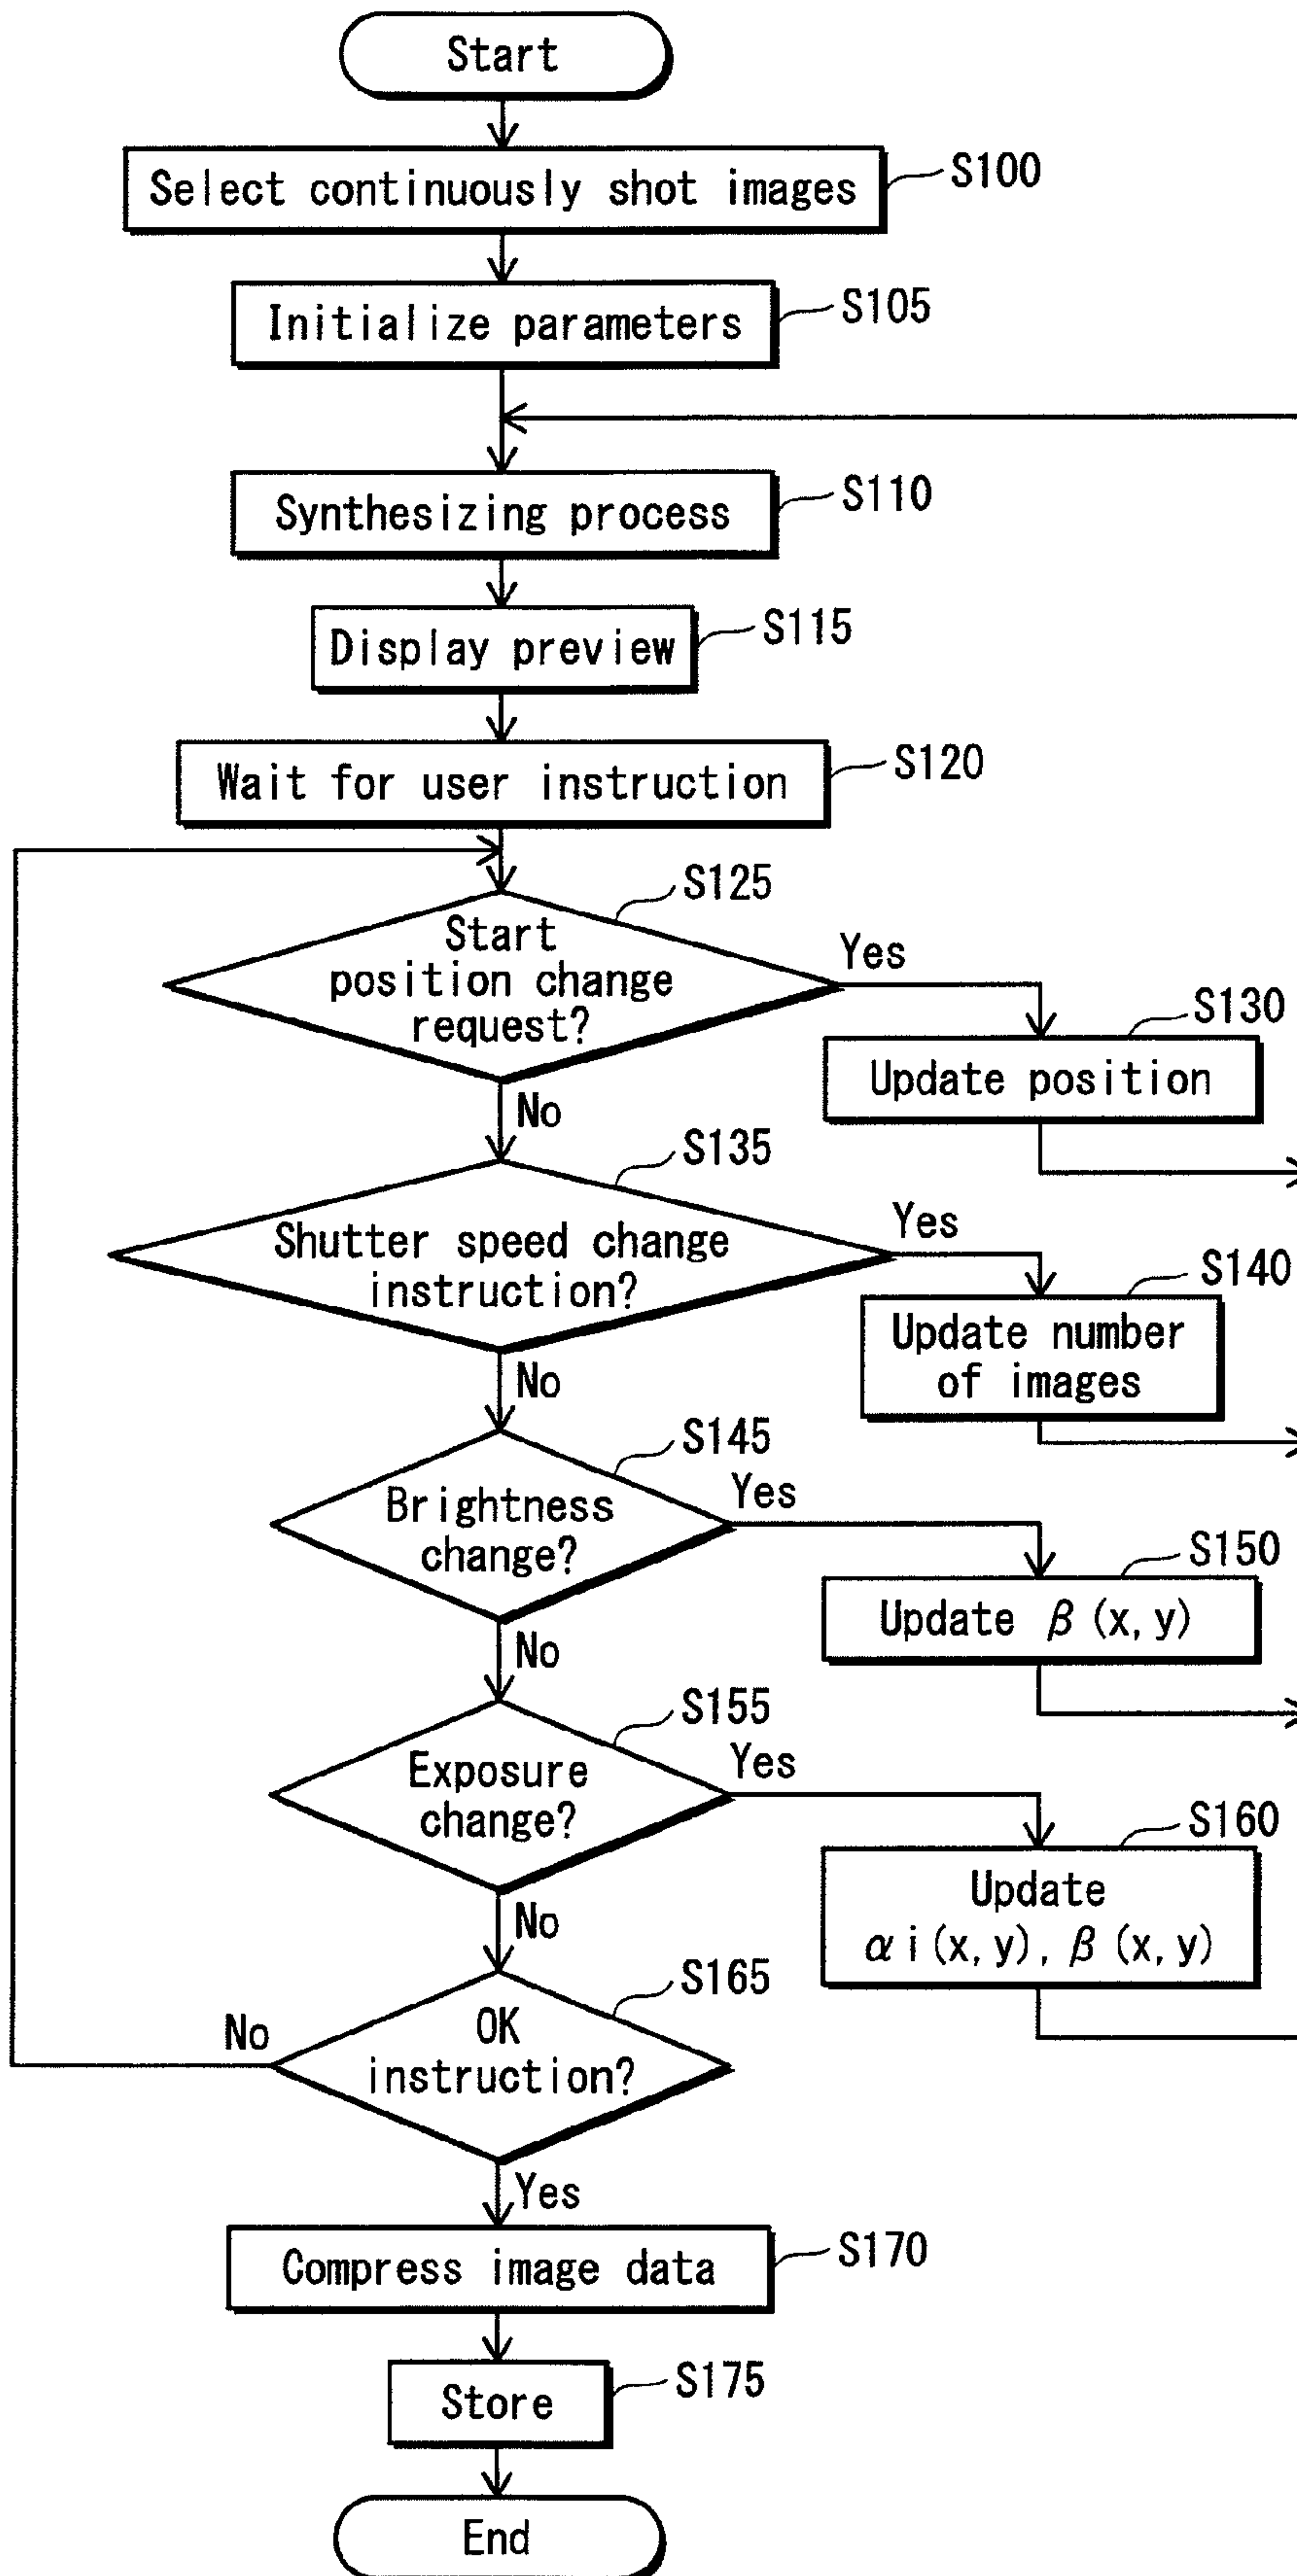 Start
Select continuously shot images
S100
Initialize parameters
S105
Synthesizing process
S110
Display preview
S115
Wait for user instruction
S120
S125
Start
position change
request?
Yes
S130
Update position
No
S135
Shutter speed change
instruction?
Yes
S140
Update number
of images
No
S145
Brightness
change?
Yes
S150
Update β(x, y)
No
S155
Exposure
change?
Yes
S160
Update
αi(x, y), β(x, y)
No
S165
OK
instruction?
No
Yes
Compress image data
S170
Store
S175
End